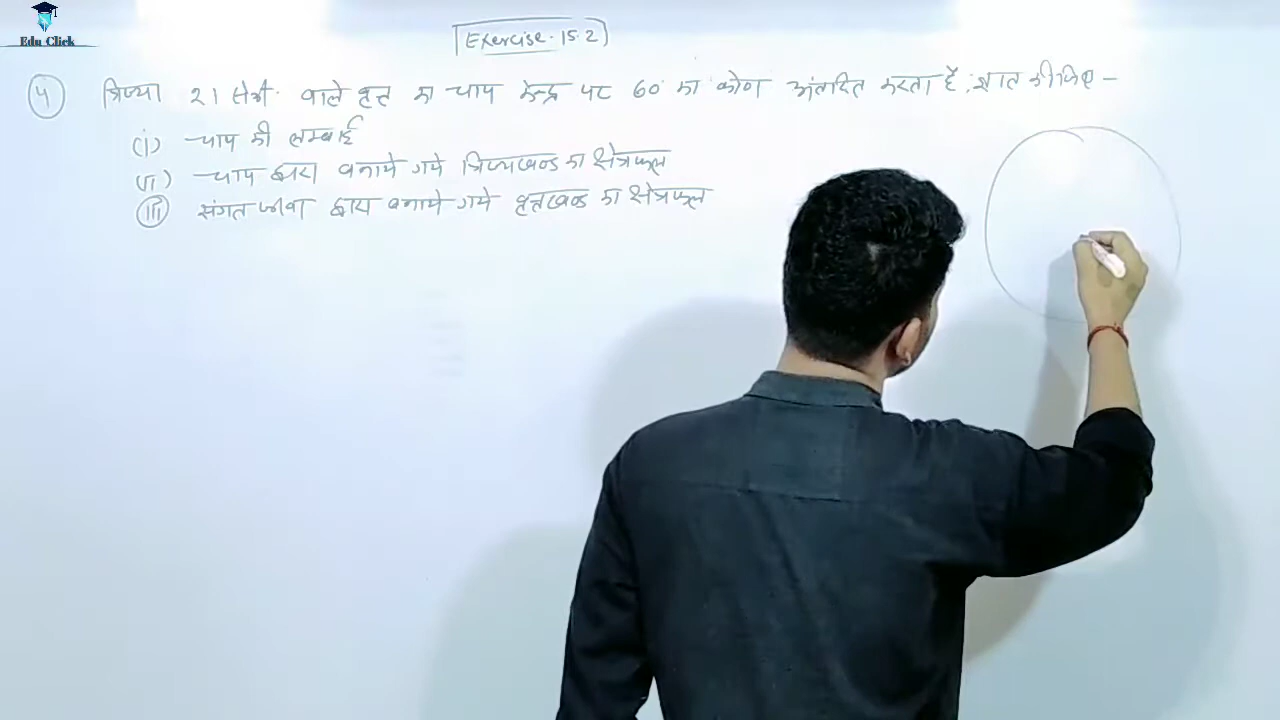 Edu Click
Exercise-15.2
५ त्रिज्या 21 सेमी. वाले वृत्त का चाप केन्द्र पर 60° का कोण अंतरित करता है, ज्ञात कीजिए -
(i) चाप की लम्बाई
(ii) चाप द्वारा बनाये गये त्रिज्यखण्ड का क्षेत्रफल
(iii) संगत जीवा द्वारा बनाये गये वृत्तखण्ड का क्षेत्रफल